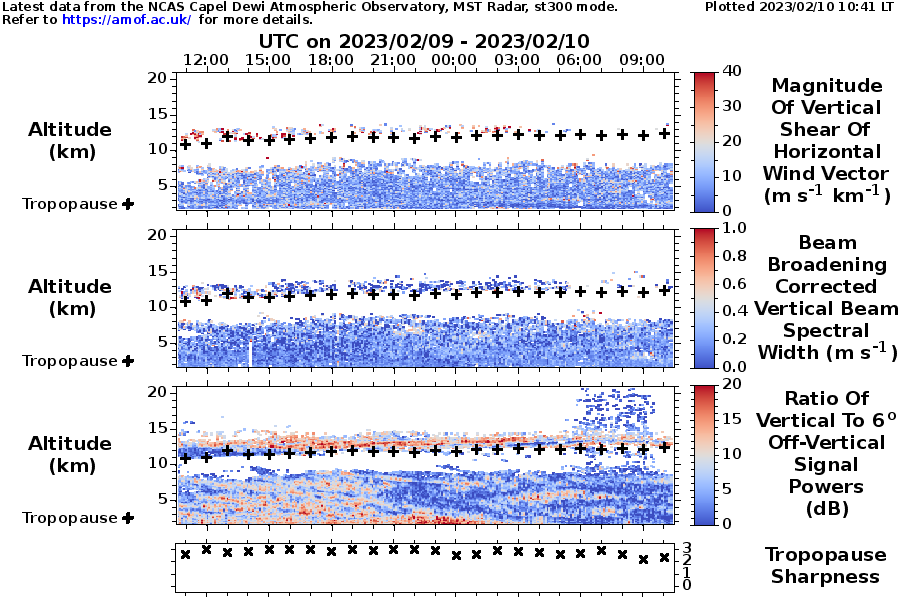 Latest data from the NCAS Capel Dewi Atmospheric Observatory, MST Radar, st300 mode.
Plotted 2023/02/10 10:41 LT
Refer to https://amof.ac.uk/ for more details.
UTC on 2023/02/09 - 2023/02/10
12:00 15:00 18:00 21:00 00:00 03:00 06:00 09:00
20
15
10
5
Altitude
(km)
Tropopause +
40
30
20
10
0
Magnitude
Of Vertical
Shear Of
Horizontal
Wind Vector
(m s-1 km-1)
20
15
10
5
Altitude
(km)
Tropopause +
1.0
0.8
0.6
0.4
0.2
0.0
Beam
Broadening
Corrected
Vertical Beam
Spectral
Width (m s-1)
20
15
10
5
Altitude
(km)
Tropopause +
20
15
10
5
0
Ratio Of
Vertical To 6o
Off-Vertical
Signal
Powers
(dB)
3
2
1
0
Tropopause
Sharpness